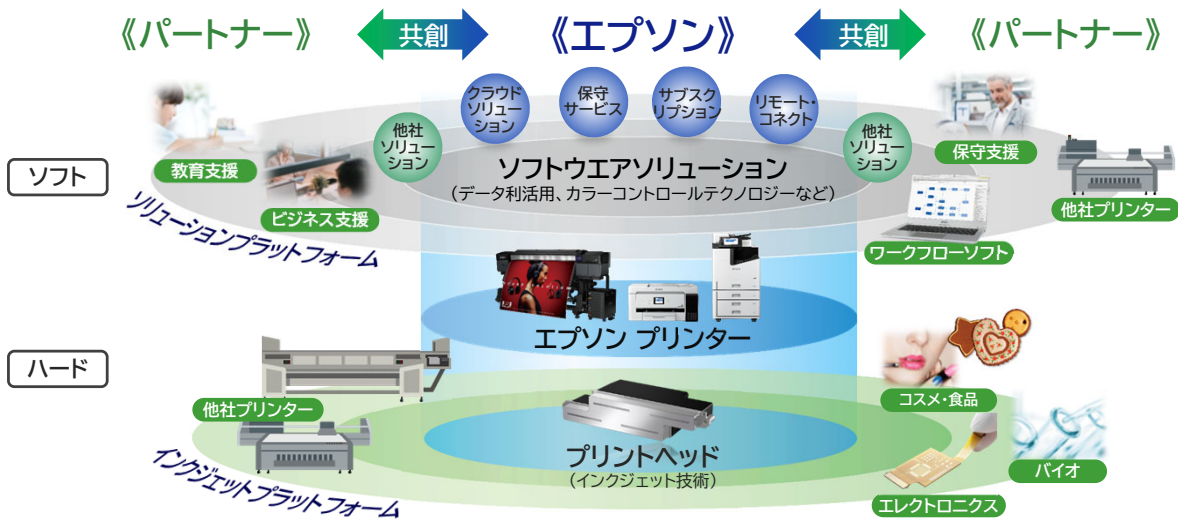 《パートナー》
共創
《エプソン》
共創
《パートナー》
クラウド
ソリュー
ション
保守
サービス
サブスク
リプション
リモート・
コネクト
他社
ソリュー
ション
他社
ソリュー
ション
教育支援
ビジネス支援
保守支援
他社プリンター
ワークフローソフト
ソフト
ソフトウエアソリューション
(データ利活用、カラーコントロールテクノロジーなど)
ソリューションプラットフォーム
エプソン プリンター
ハード
他社プリンター
コスメ・食品
バイオ
エレクトロニクス
プリントヘッド
(インクジェット技術)
インクジェットプラットフォーム